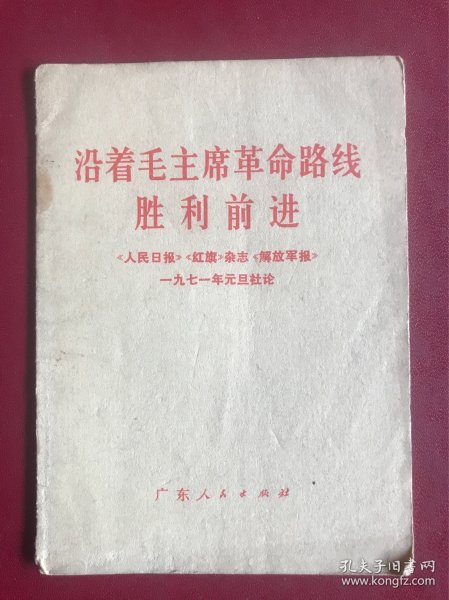 沿着毛主席革命路线
胜利前进
《人民日报》《红旗》杂志《解放军报》
一九七一年元旦社论
广东人民出版社
孔夫子旧书网
www.kongfz.com